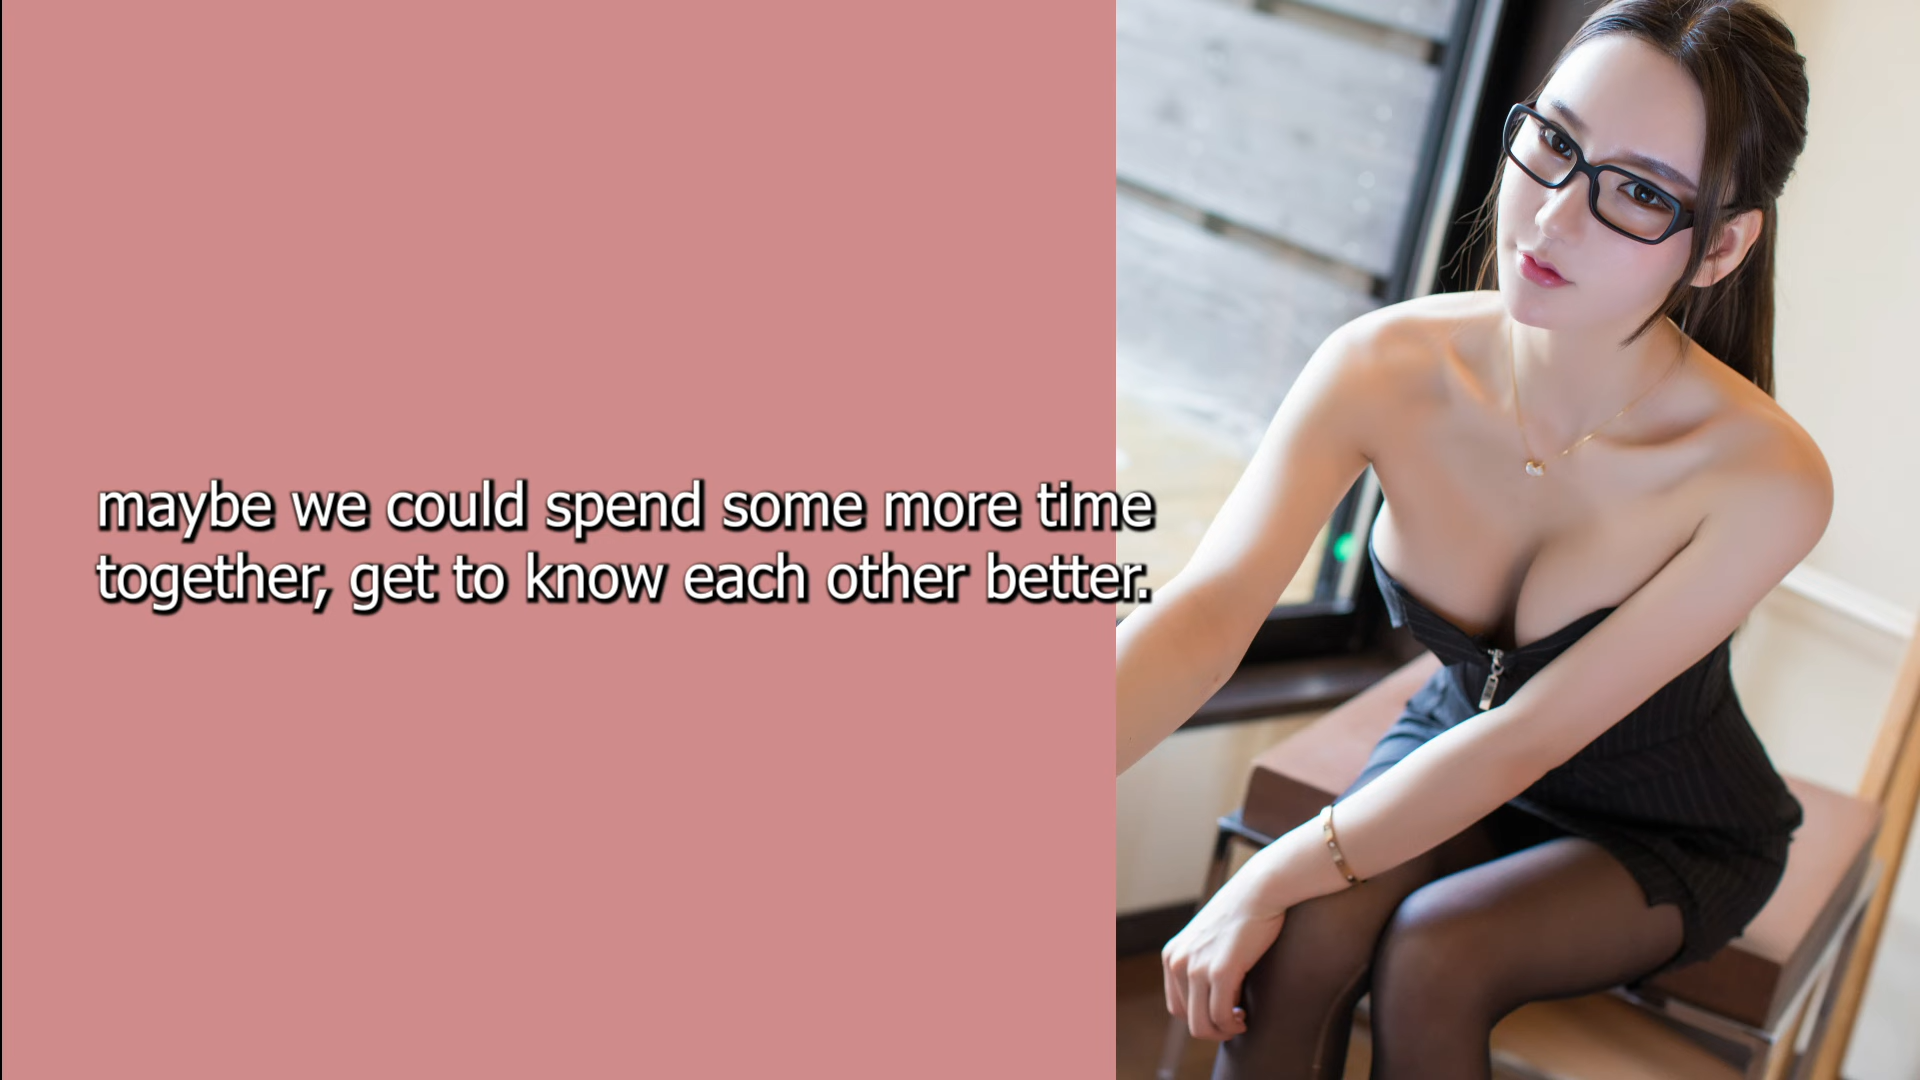 maybe we could spend some more time
together, get to know each other better.